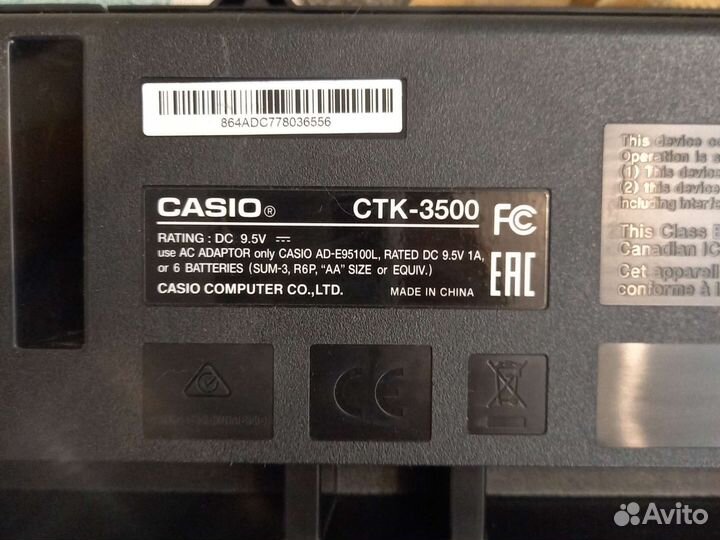 864ADC778036556
CASIO® CTK-3500 FC
RATING : DC 9.5V
use AC ADAPTOR only CASIO AD-E95100L, RATED DC 9.5V 1A,
or 6 BATTERIES (SUM-3, R6P, "AA" SIZE or EQUIV.)
CASIO COMPUTER CO.,LTD. MADE IN CHINA
EAC
This device co
Operation is s
(1) This device
(2) this device
including interfe
This Class B
Canadian IC
Cet appareil
conforme à l
CE
Avito